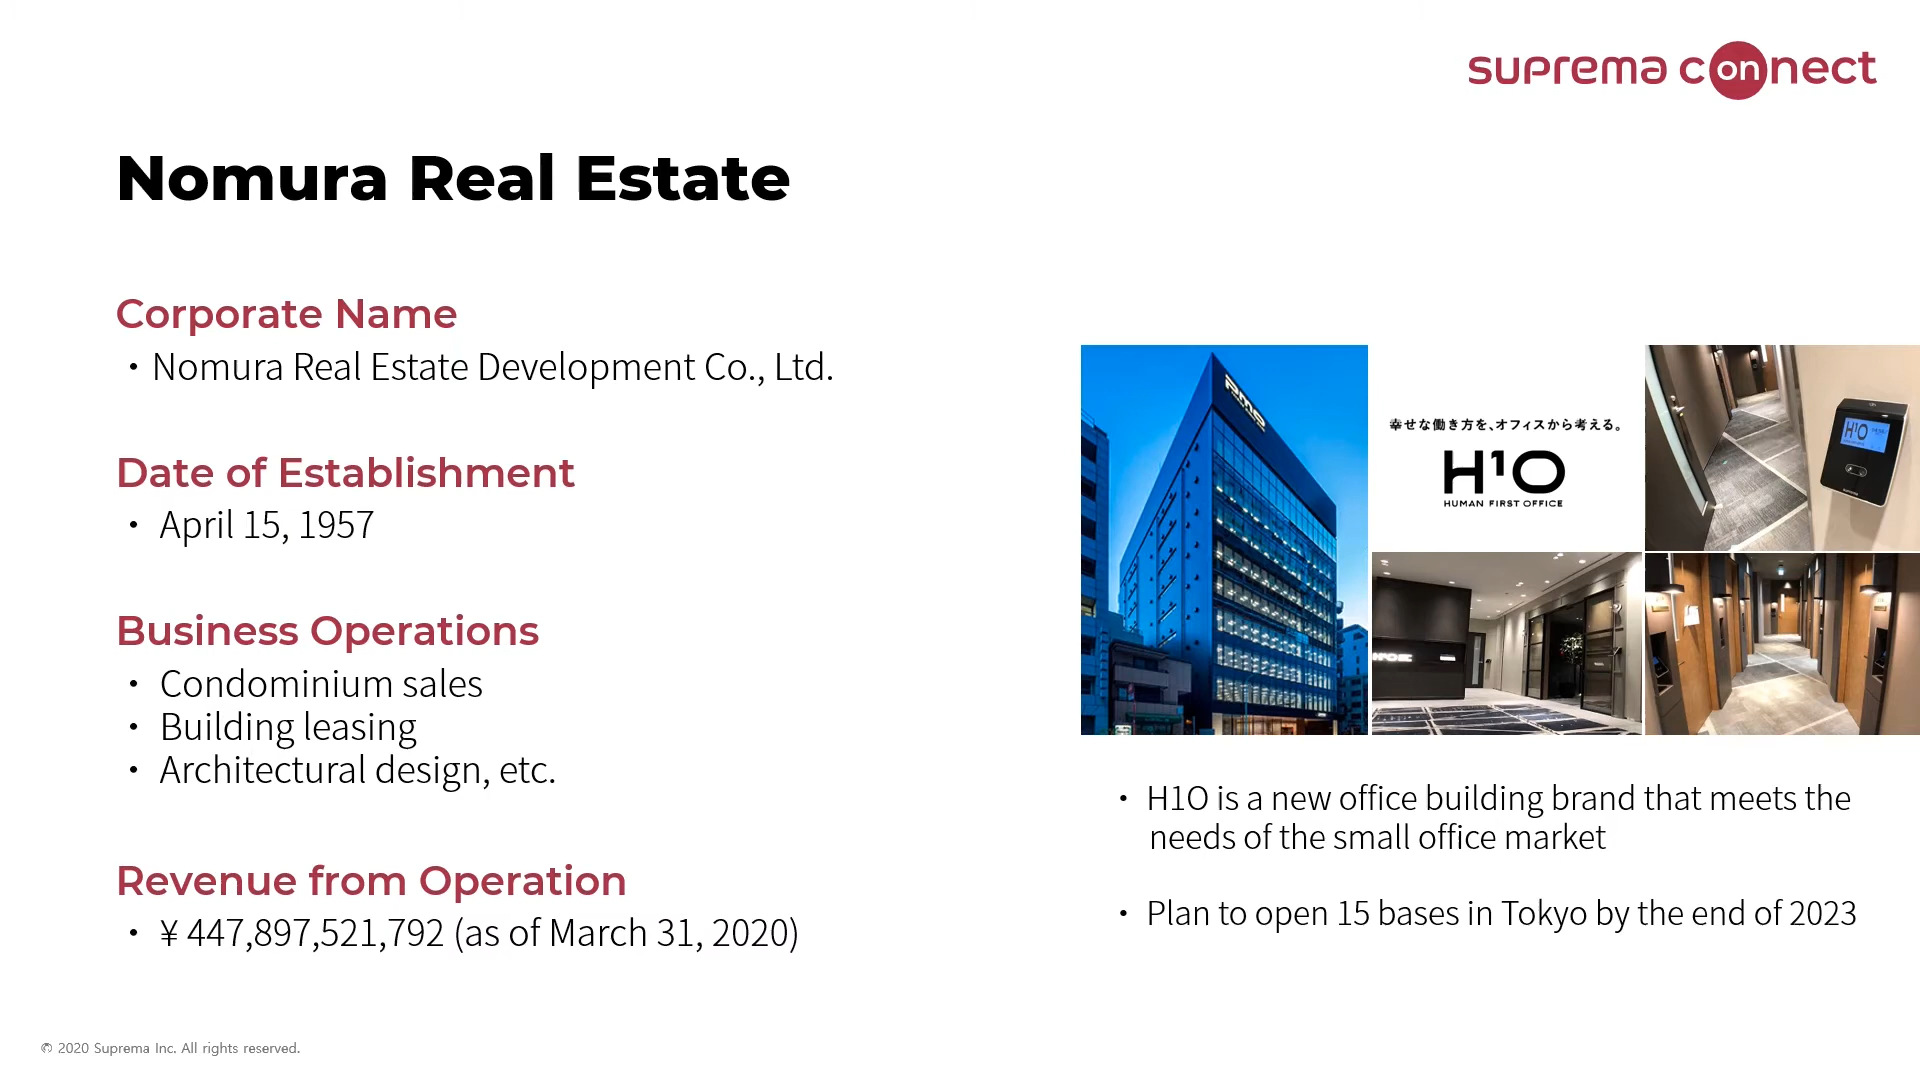 suprema connect
Nomura Real Estate
Corporate Name
・Nomura Real Estate Development Co., Ltd.
Date of Establishment
・ April 15, 1957
Business Operations
・ Condominium sales
・ Building leasing
・ Architectural design, etc.
Revenue from Operation
・ ¥ 447,897,521,792 (as of March 31, 2020)
PMO
幸せな働き方を、オフィスから考える。
H¹O
HUMAN FIRST OFFICE
H¹O
H¹O
・ H1O is a new office building brand that meets the
needs of the small office market
・ Plan to open 15 bases in Tokyo by the end of 2023
© 2020 Suprema Inc. All rights reserved.